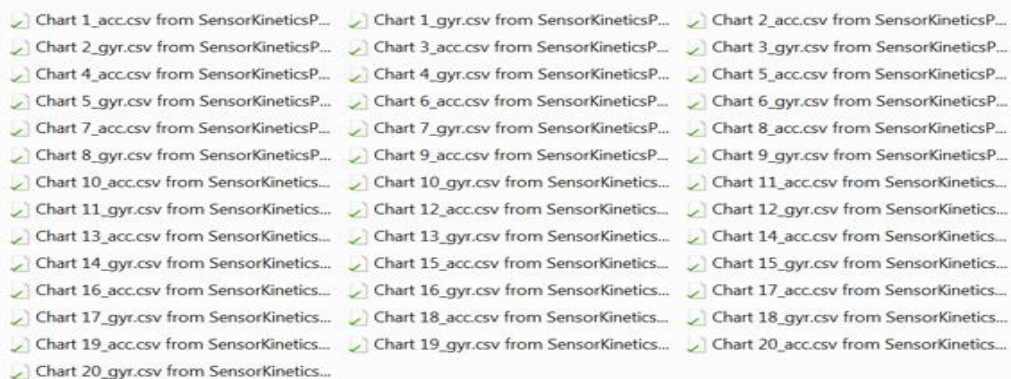 Chart 1_acc.csv from SensorKineticsP... Chart 1_gyr.csv from SensorKineticsP... Chart 2_acc.csv from SensorKineticsP...
Chart 2_gyr.csv from SensorKineticsP... Chart 3_acc.csv from SensorKineticsP... Chart 3_gyr.csv from SensorKineticsP...
Chart 4_acc.csv from SensorKineticsP... Chart 4_gyr.csv from SensorKineticsP... Chart 5_acc.csv from SensorKineticsP...
Chart 5_gyr.csv from SensorKineticsP... Chart 6_acc.csv from SensorKineticsP... Chart 6_gyr.csv from SensorKineticsP...
Chart 7_acc.csv from SensorKineticsP... Chart 7_gyr.csv from SensorKineticsP... Chart 8_acc.csv from SensorKineticsP...
Chart 8_gyr.csv from SensorKineticsP... Chart 9_acc.csv from SensorKineticsP... Chart 9_gyr.csv from SensorKineticsP...
Chart 10_acc.csv from SensorKinetics... Chart 10_gyr.csv from SensorKinetics... Chart 11_acc.csv from SensorKinetics...
Chart 11_gyr.csv from SensorKinetics... Chart 12_acc.csv from SensorKinetics... Chart 12_gyr.csv from SensorKinetics...
Chart 13_acc.csv from SensorKinetics... Chart 13_gyr.csv from SensorKinetics... Chart 14_acc.csv from SensorKinetics...
Chart 14_gyr.csv from SensorKinetics... Chart 15_acc.csv from SensorKinetics... Chart 15_gyr.csv from SensorKinetics...
Chart 16_acc.csv from SensorKinetics... Chart 16_gyr.csv from SensorKinetics... Chart 17_acc.csv from SensorKinetics...
Chart 17_gyr.csv from SensorKinetics... Chart 18_acc.csv from SensorKinetics... Chart 18_gyr.csv from SensorKinetics...
Chart 19_acc.csv from SensorKinetics... Chart 19_gyr.csv from SensorKinetics... Chart 20_acc.csv from SensorKinetics...
Chart 20_gyr.csv from SensorKinetics...